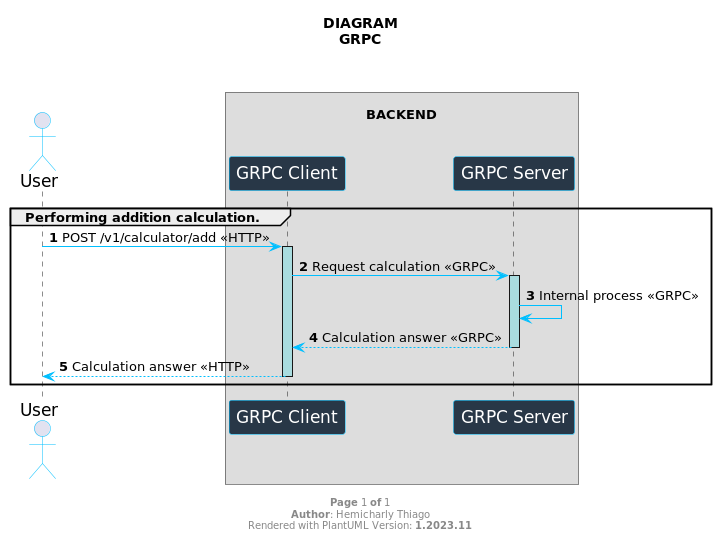 DIAGRAM
GRPC
BACKEND
User
GRPC Client
GRPC Server
Performing addition calculation.
1 POST /v1/calculator/add «HTTP»
2 Request calculation «GRPC»
3 Internal process «GRPC»
4 Calculation answer «GRPC»
5 Calculation answer «HTTP»
User
GRPC Client
GRPC Server
Page 1 of 1
Author: Hemicharly Thiago
Rendered with PlantUML Version: 1.2023.11